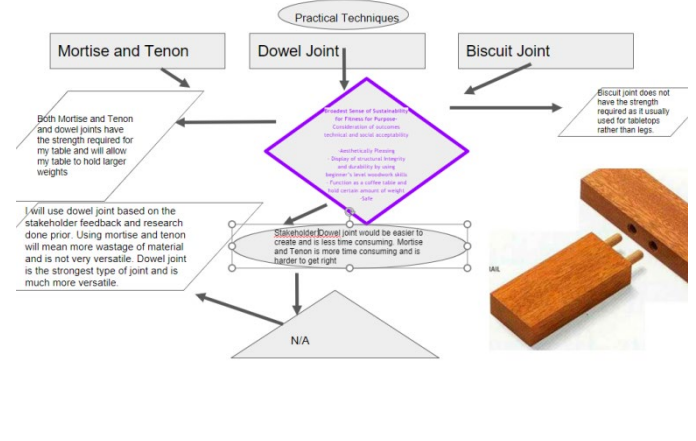 Practical Techniques
Mortise and Tenon
Dowel Joint
Biscuit Joint
Both Mortise and Tenon
and dowel joints have
the strength required for
my table and will allow
my table to hold larger
weights
Broadest Sense of Sustainability
for Fitness for Purpose-
Consideration of outcomes
technical and social acceptability
-Aesthetically Pleasing
- Display of structural integrity
and durability by using
beginner's level woodwork skills
- Function as a coffee table and
hold certain amount of weight
-Safe
Biscuit joint does not
have the strength
required as it usually
used for tabletops
rather than legs.
I will use dowel joint based on the
stakeholder feedback and research
done prior. Using mortise and tenon
will mean more wastage of material
and is not very versatile. Dowel joint
is the strongest type of joint and is
much more versatile.
Stakeholder:Dowel joint would be easier to
create and is less time consuming. Mortise
and Tenon is more time consuming and is
harder to get right
N/A
AIL